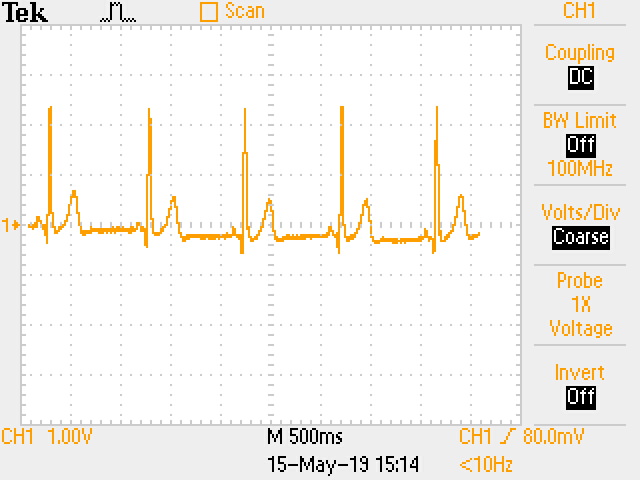 Tek Scan CH1
Coupling
DC
BW Limit
Off
100MHz
Volts/Div
Coarse
1
Probe
1X
Voltage
Invert
Off
CH1 1.00V M 500ms CH1 80.0mV
15-May-19 15:14 <10Hz